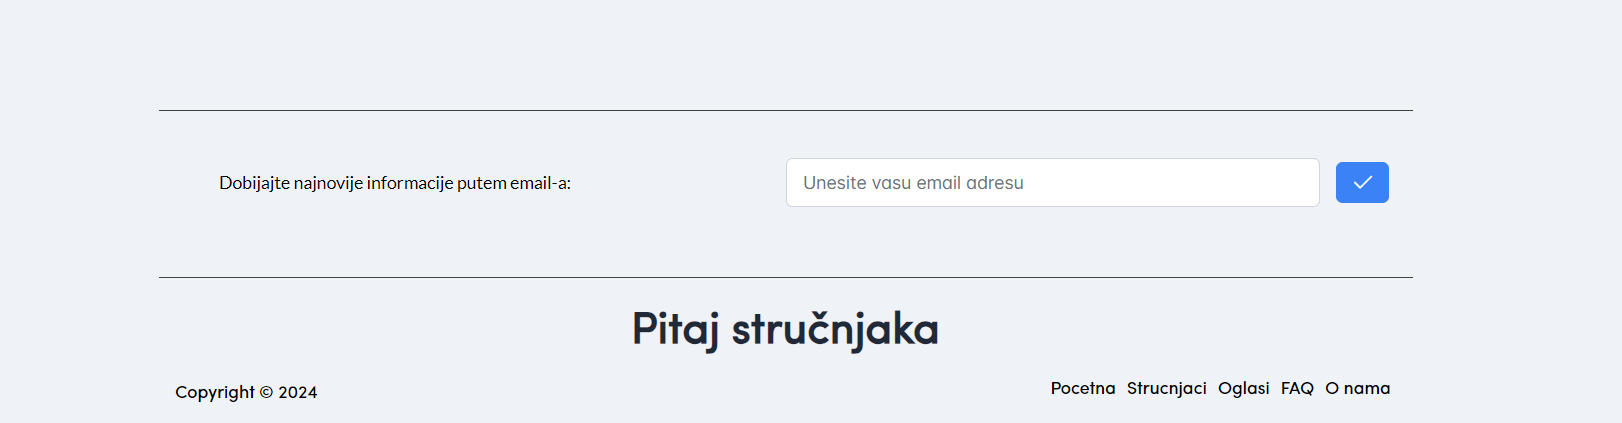 Dobijajte najnovije informacije putem email-a:
Unesite vasu email adresu
Pitaj stručnjaka
Copyright © 2024
Pocetna Strucnjaci Oglasi FAQ O nama